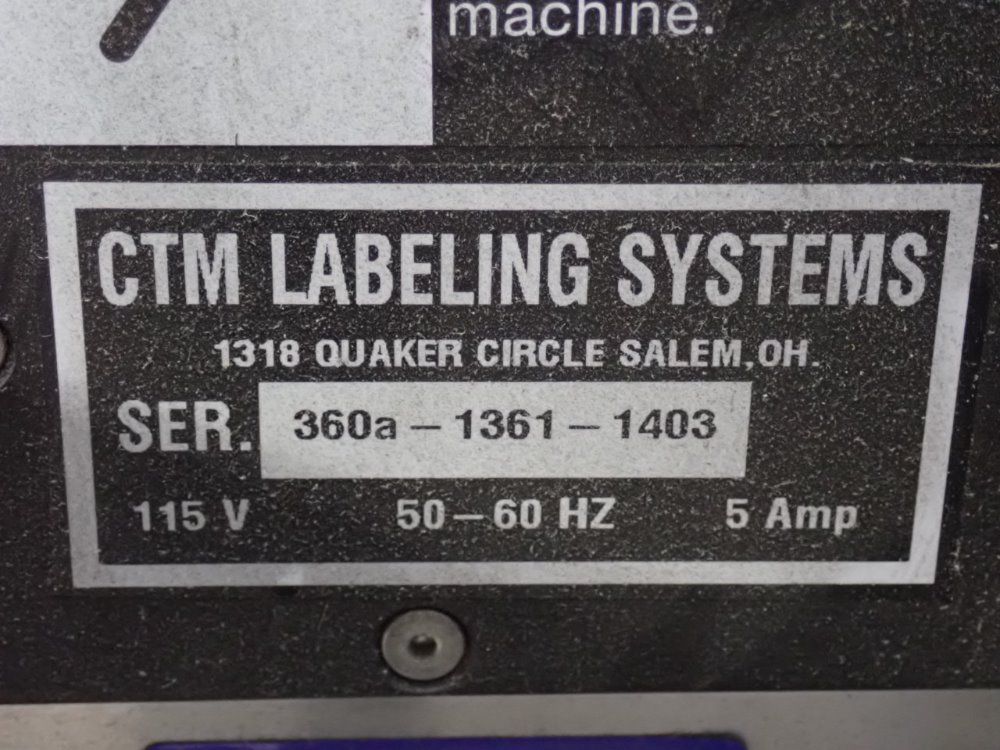 machine.
CTM LABELING SYSTEMS
1318 QUAKER CIRCLE SALEM, OH.
SER. 360a – 1361 – 1403
115 V 50 – 60 HZ 5 Amp